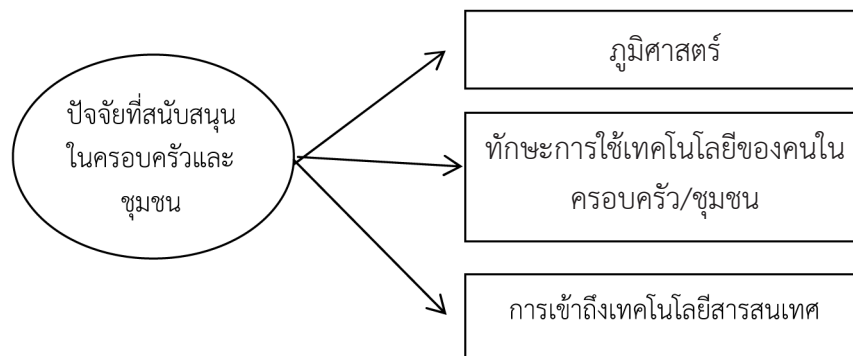 ปัจจัยที่สนับสนุน
ในครอบครัวและ
ชุมชน
ภูมิศาสตร์
ทักษะการใช้เทคโนโลยีของคนใน
ครอบครัว/ชุมชน
การเข้าถึงเทคโนโลยีสารสนเทศ